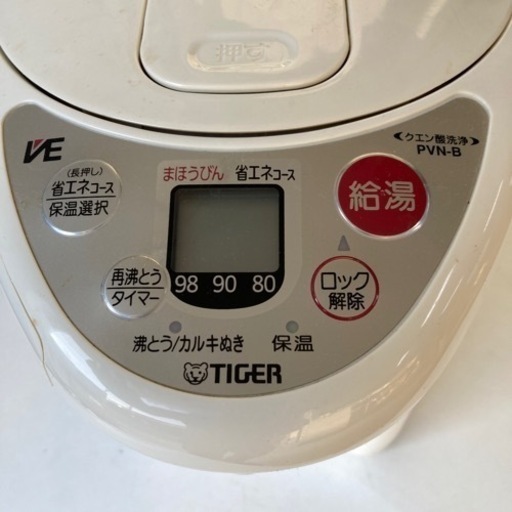 押す
VE
<クエン酸洗浄>
PVN-B
(長押し)
省エネコース
保温選択
まほうびん 省エネコース
給湯
再沸とう
タイマー
98 90 80
ロック
解除
沸とう/カルキぬき 保温
TIGER